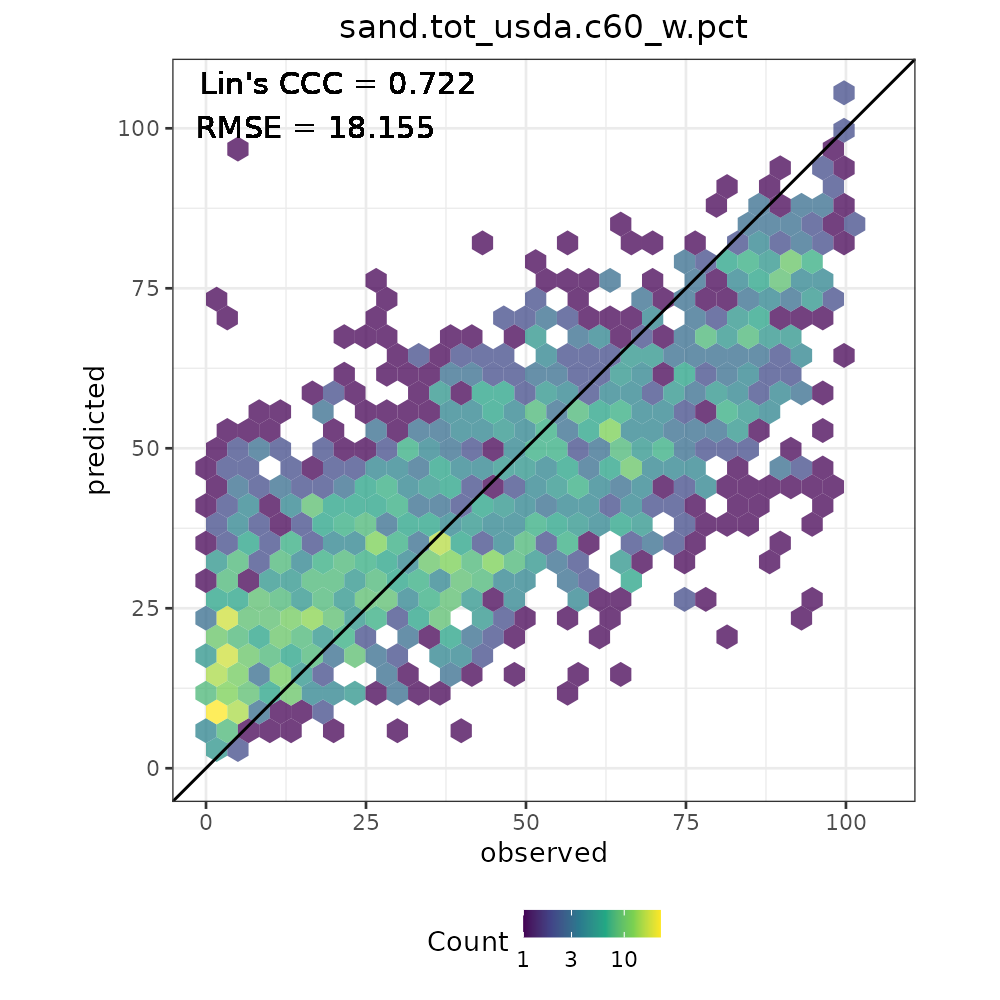 sand.tot_usda.c60_w.pct
Lin's CCC = 0.722
RMSE = 18.155
100
75
50
25
0
predicted
0 25 50 75 100
observed
Count
1 3 10